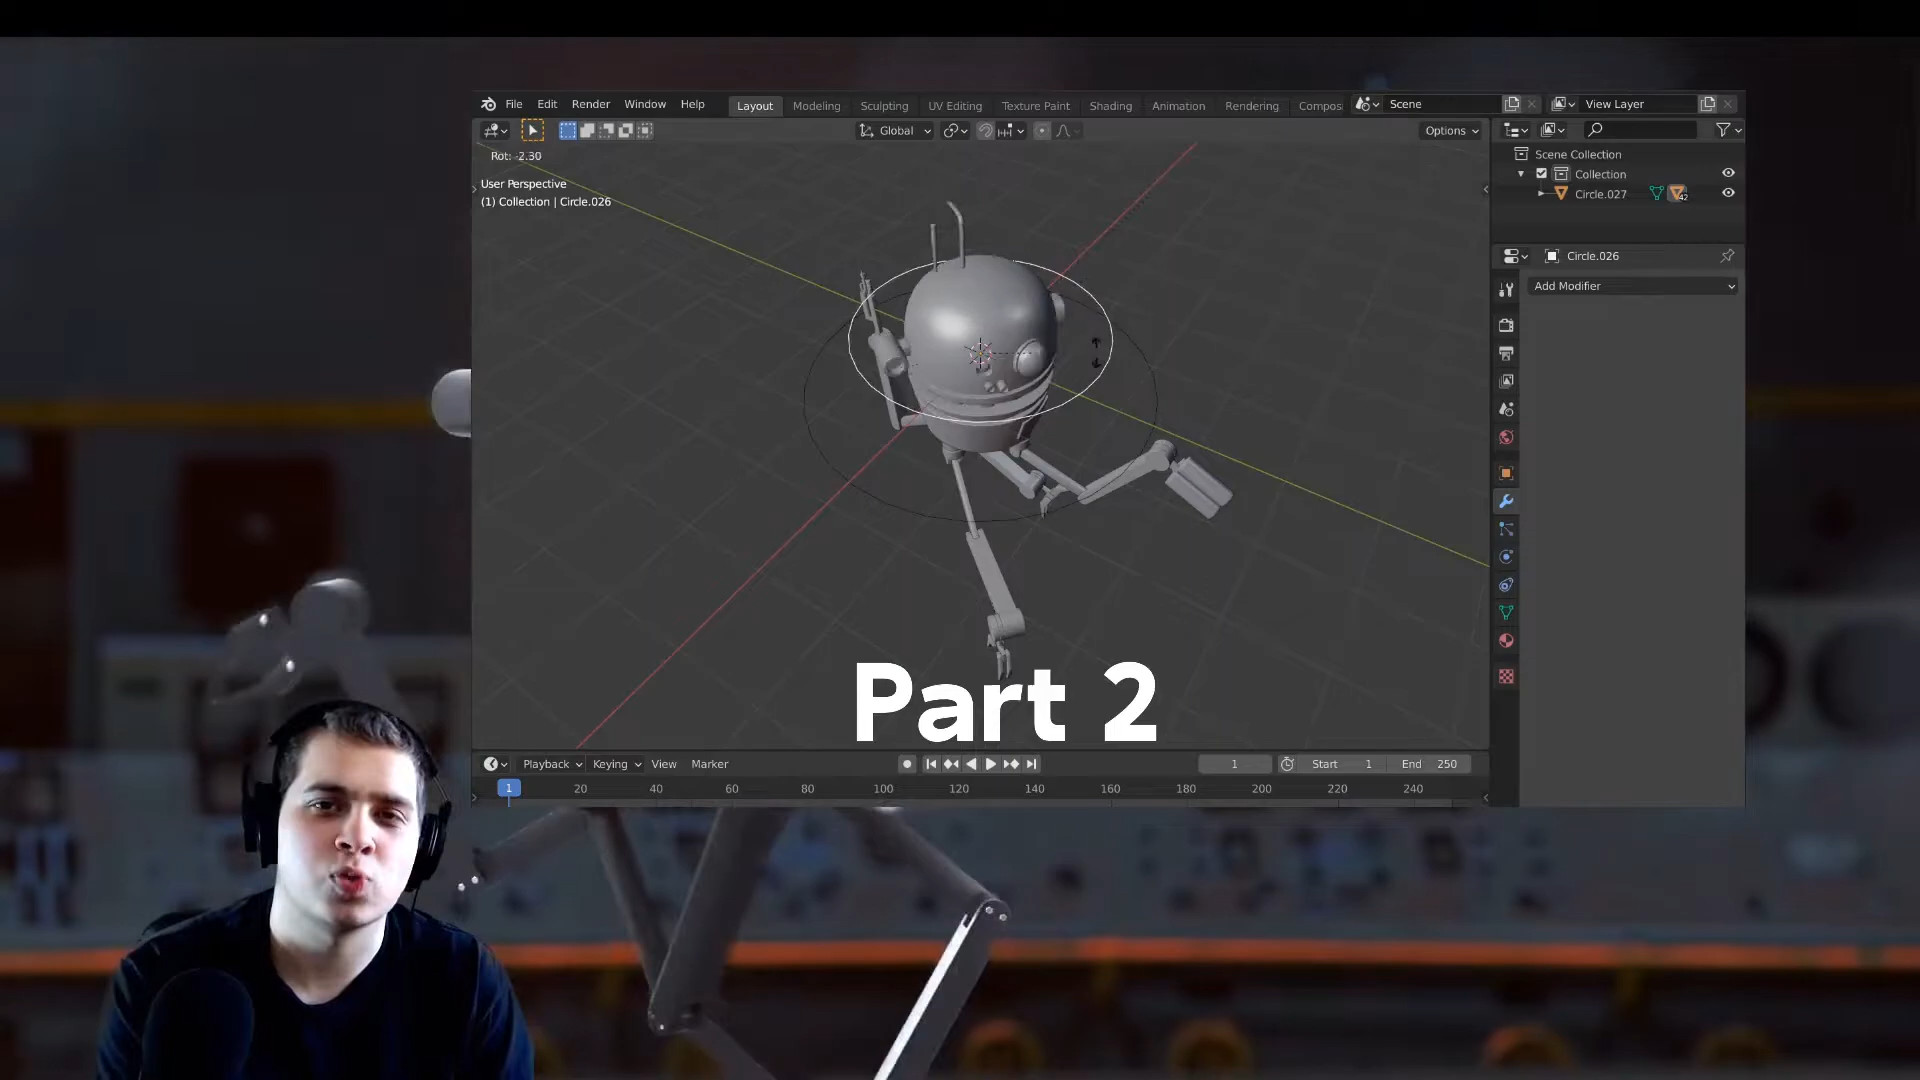 File Edit Render Window Help Layout Modeling Sculpting UV Editing Texture Paint Shading Animation Rendering Compos Scene View Layer
Global Options
Rot: -2.30
User Perspective
(1) Collection | Circle.026
Scene Collection
Collection
Circle.027
42
Circle.026
Add Modifier
Part 2
Playback Keying View Marker 1 Start 1 End 250
1 20 40 60 80 100 120 140 160 180 200 220 240